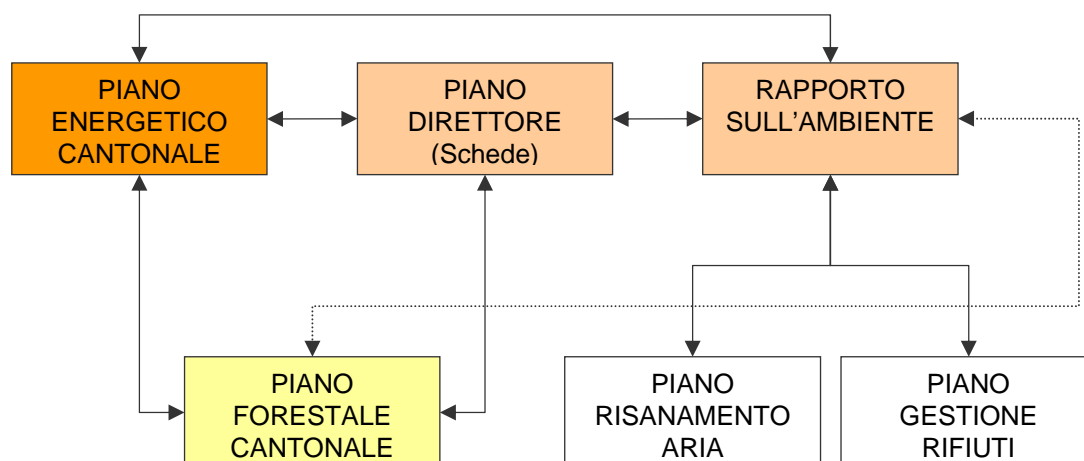 PIANO
ENERGETICO
CANTONALE
PIANO
DIRETTORE
(Schede)
RAPPORTO
SULL'AMBIENTE
PIANO
FORESTALE
CANTONALE
PIANO
RISANAMENTO
ARIA
PIANO
GESTIONE
RIFIUTI